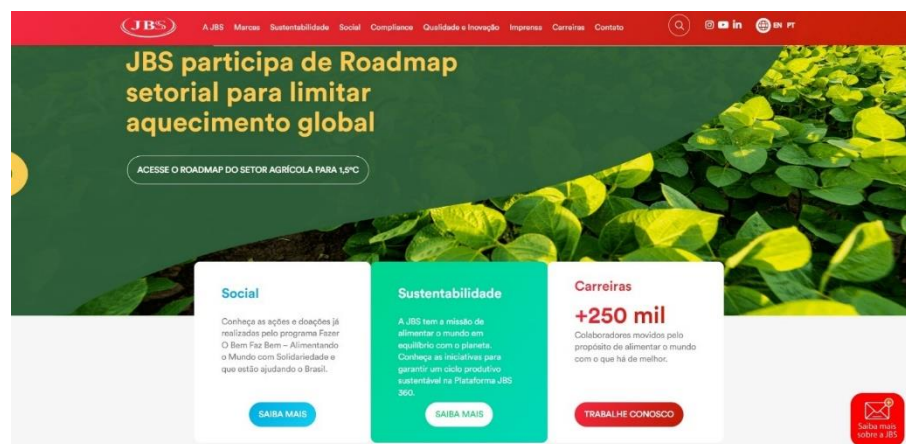 JBS
A JBS Marcas Sustentabilidade Social Compliance Qualidade e Inovação Imprensa Carreiras Contato
in
EN PT
JBS participa de Roadmap
setorial para limitar
aquecimento global
ACESSE O ROADMAP DO SETOR AGRÍCOLA PARA 1,5°C
Social
Conheça as ações e doações já
realizadas pelo programa Fazer
O Bem Faz Bem – Alimentando
o Mundo com Solidariedade e
que estão ajudando o Brasil.
SAIBA MAIS
Sustentabilidade
A JBS tem a missão de
alimentar o mundo em
equilíbrio com o planeta.
Conheça as iniciativas para
garantir um ciclo produtivo
sustentável na Plataforma JBS
360.
SAIBA MAIS
Carreiras
+250 mil
Colaboradores movidos pelo
propósito de alimentar o mundo
com o que há de melhor.
TRABALHE CONOSCO
Saiba mais
sobre a JBS